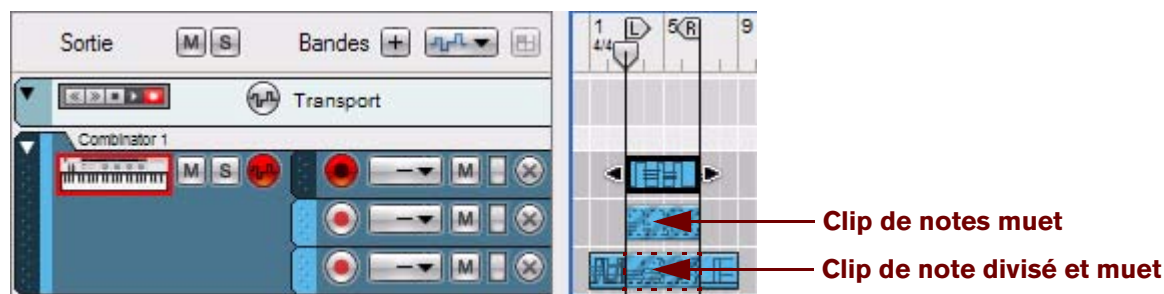 Sortie M S Bandes + 1 4/4 L 5 R 9
Transport
Combinator 1
M S M
M
M
Clip de notes muet
Clip de note divisé et muet